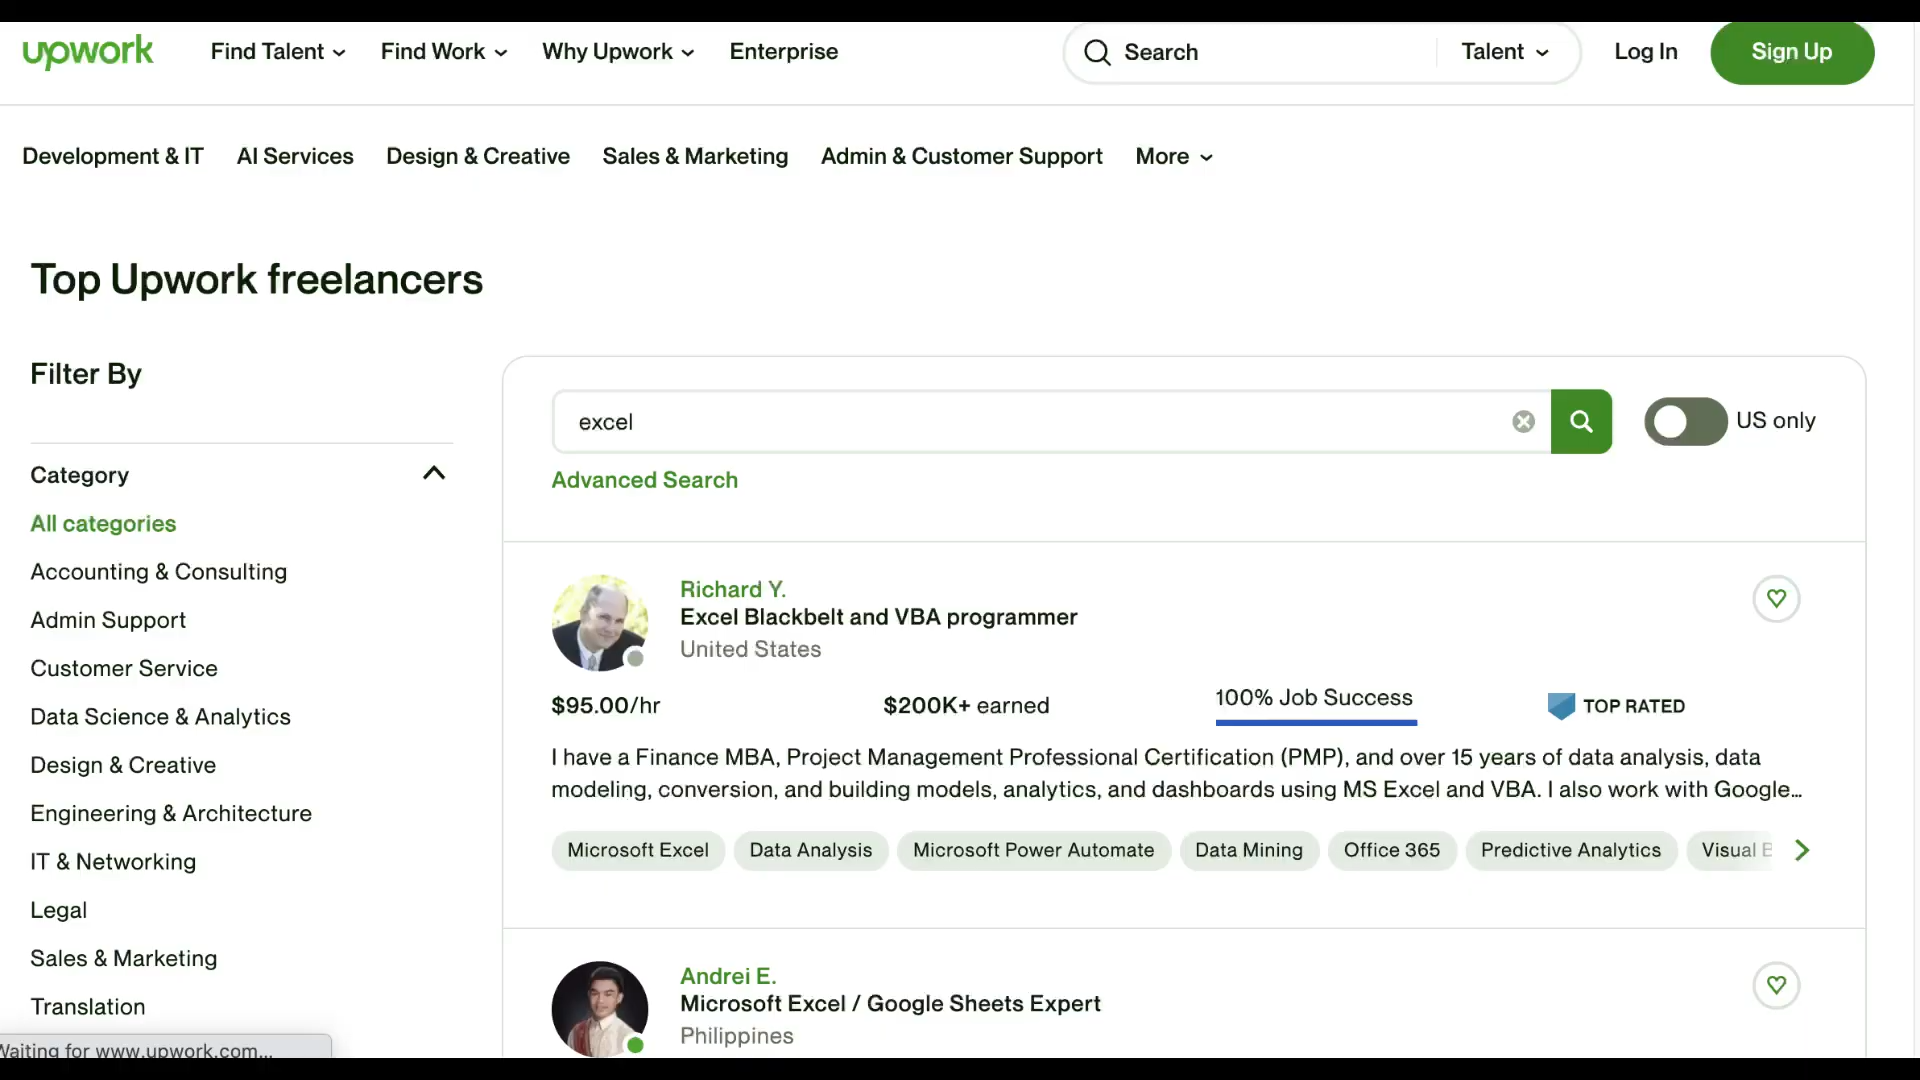 upwork
Find Talent
Find Work
Why Upwork
Enterprise
Search
Talent
Log In
Sign Up
Development & IT
AI Services
Design & Creative
Sales & Marketing
Admin & Customer Support
More
Top Upwork freelancers
Filter By
Category
All categories
Accounting & Consulting
Admin Support
Customer Service
Data Science & Analytics
Design & Creative
Engineering & Architecture
IT & Networking
Legal
Sales & Marketing
Translation
excel
US only
Advanced Search
Richard Y.
Excel Blackbelt and VBA programmer
United States
$95.00/hr
$200K+ earned
100% Job Success
TOP RATED
I have a Finance MBA, Project Management Professional Certification (PMP), and over 15 years of data analysis, data
modeling, conversion, and building models, analytics, and dashboards using MS Excel and VBA. I also work with Google...
Microsoft Excel
Data Analysis
Microsoft Power Automate
Data Mining
Office 365
Predictive Analytics
Visual
Andrei E.
Microsoft Excel / Google Sheets Expert
Philippines
Waiting for www.upwork.com...